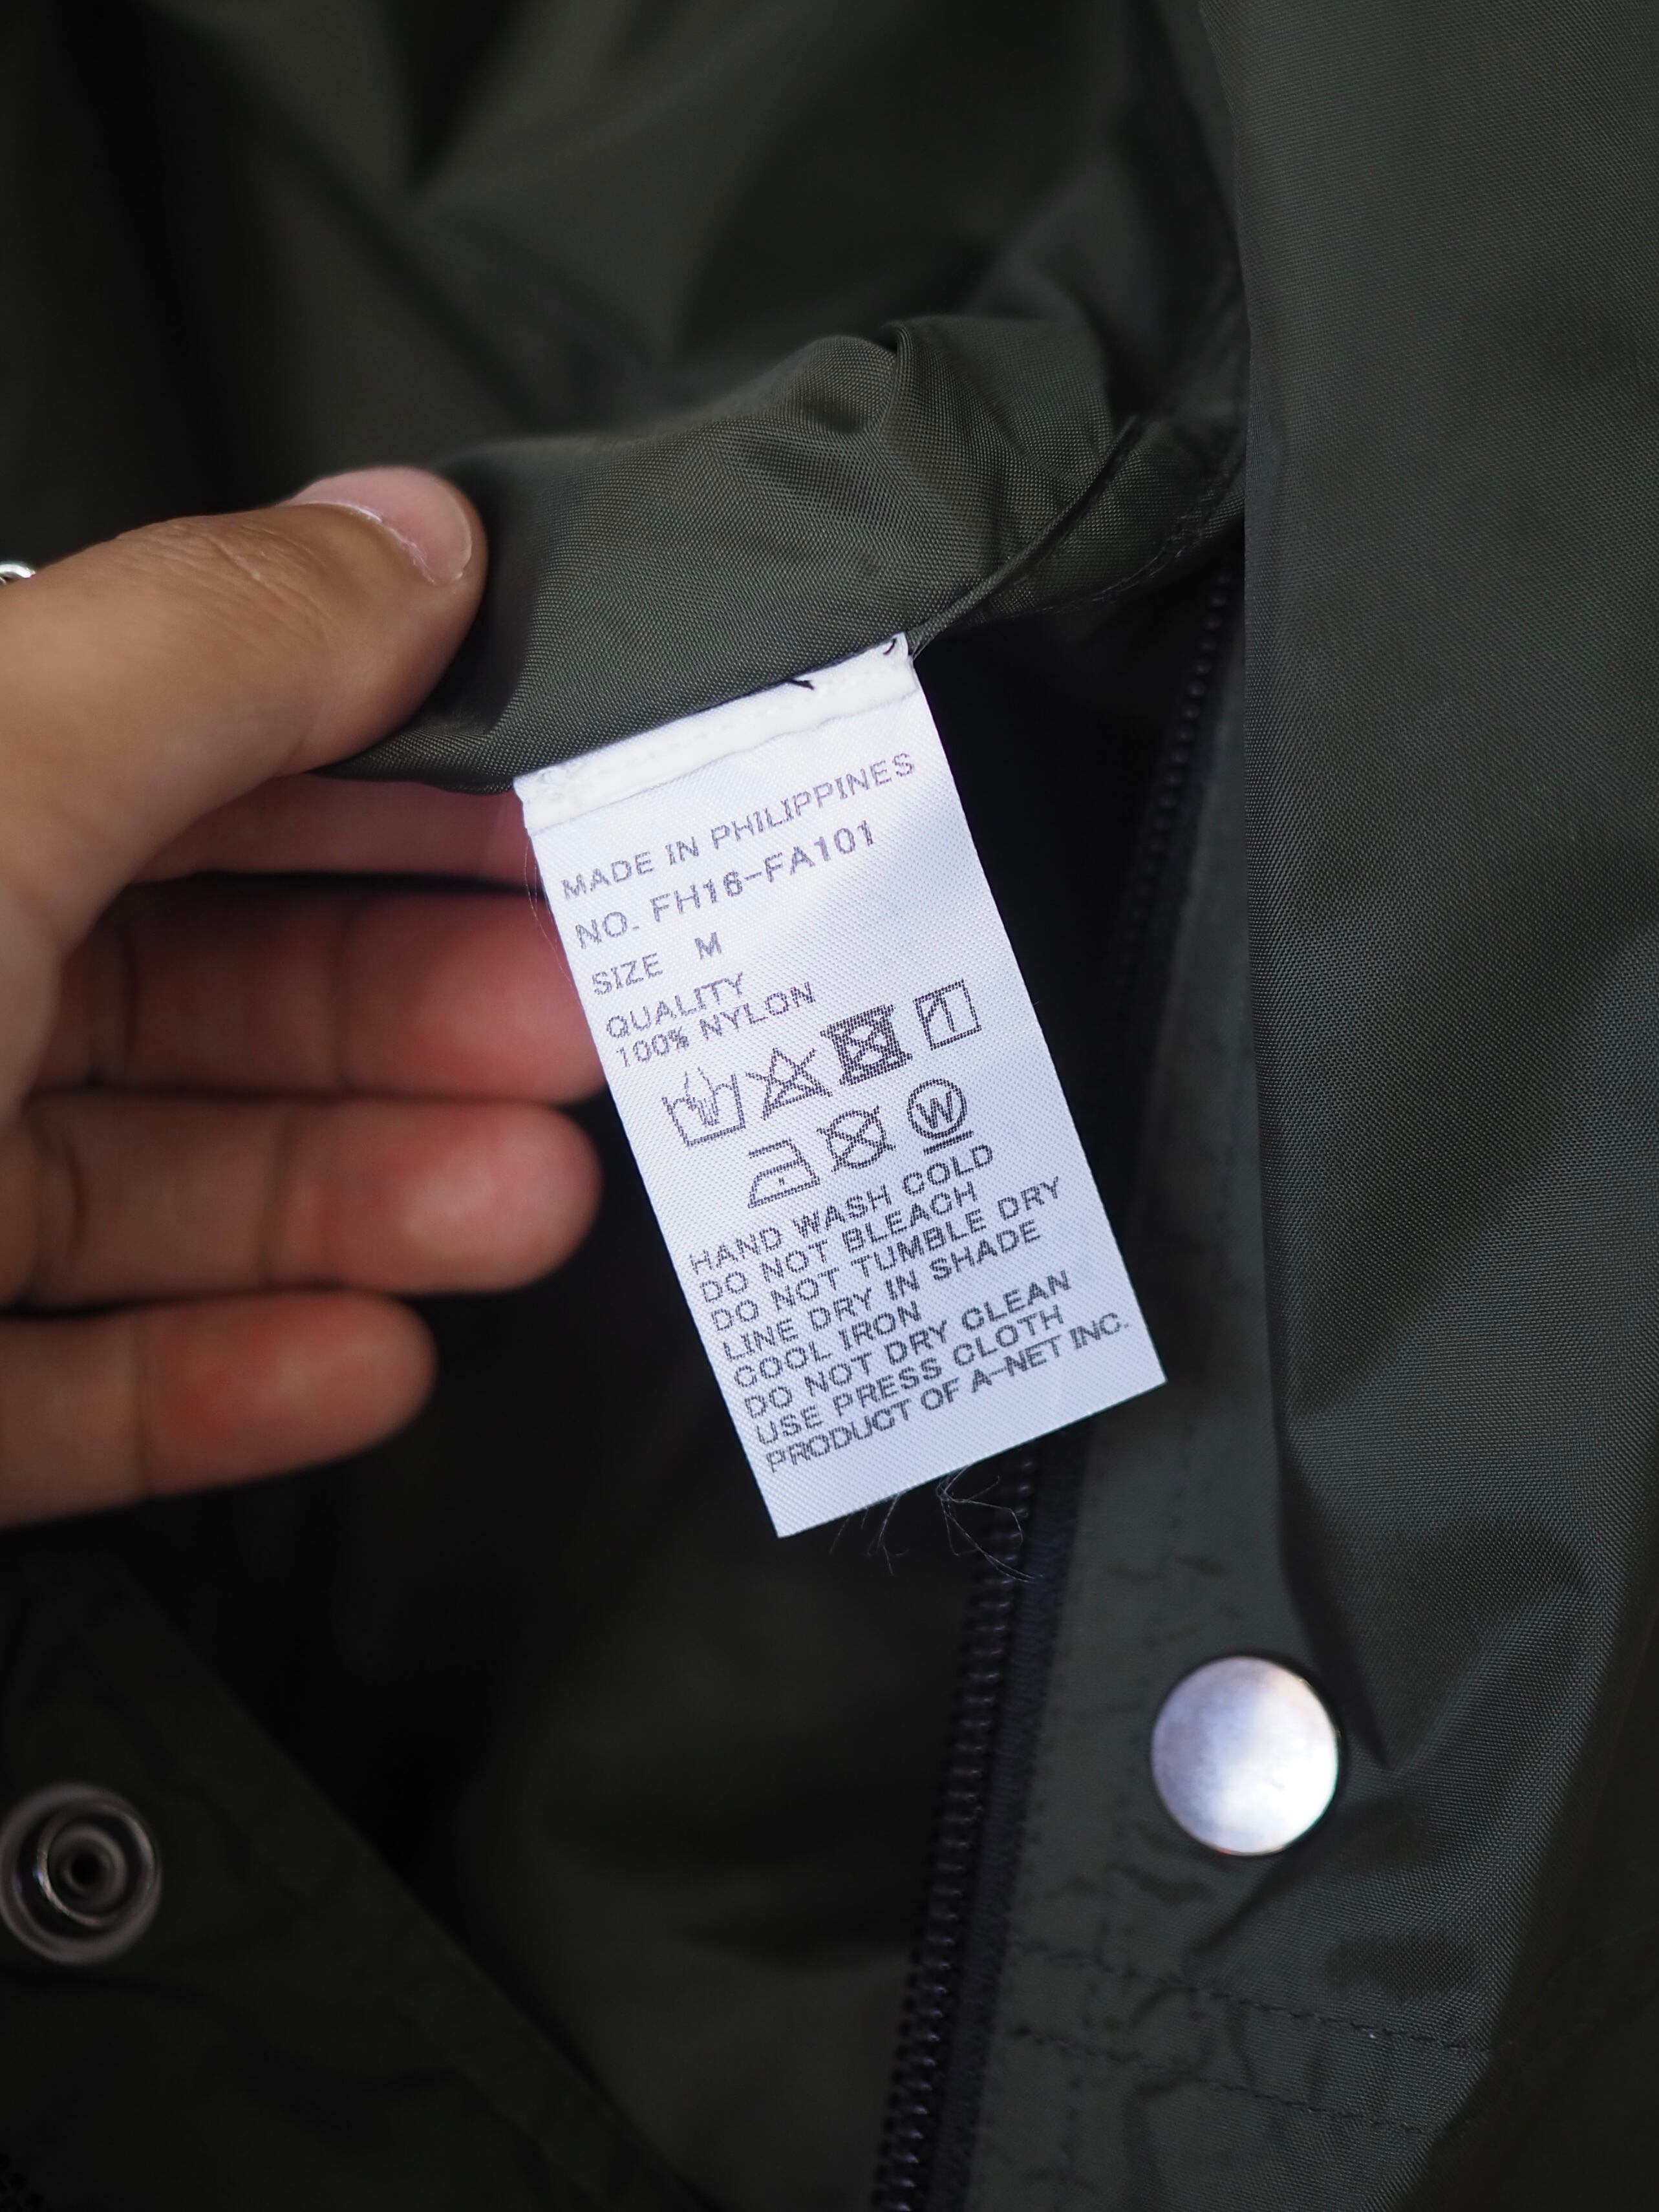 MADE IN PHILIPPINES
NO. FH16-FA101
SIZE M
QUALITY
100% NYLON
W
HAND WASH COLD
DO NOT BLEACH
DO NOT TUMBLE DRY
LINE DRY IN SHADE
COOL IRON
DO NOT DRY CLEAN
USE PRESS CLOTH
PRODUCT OF A-NET INC.